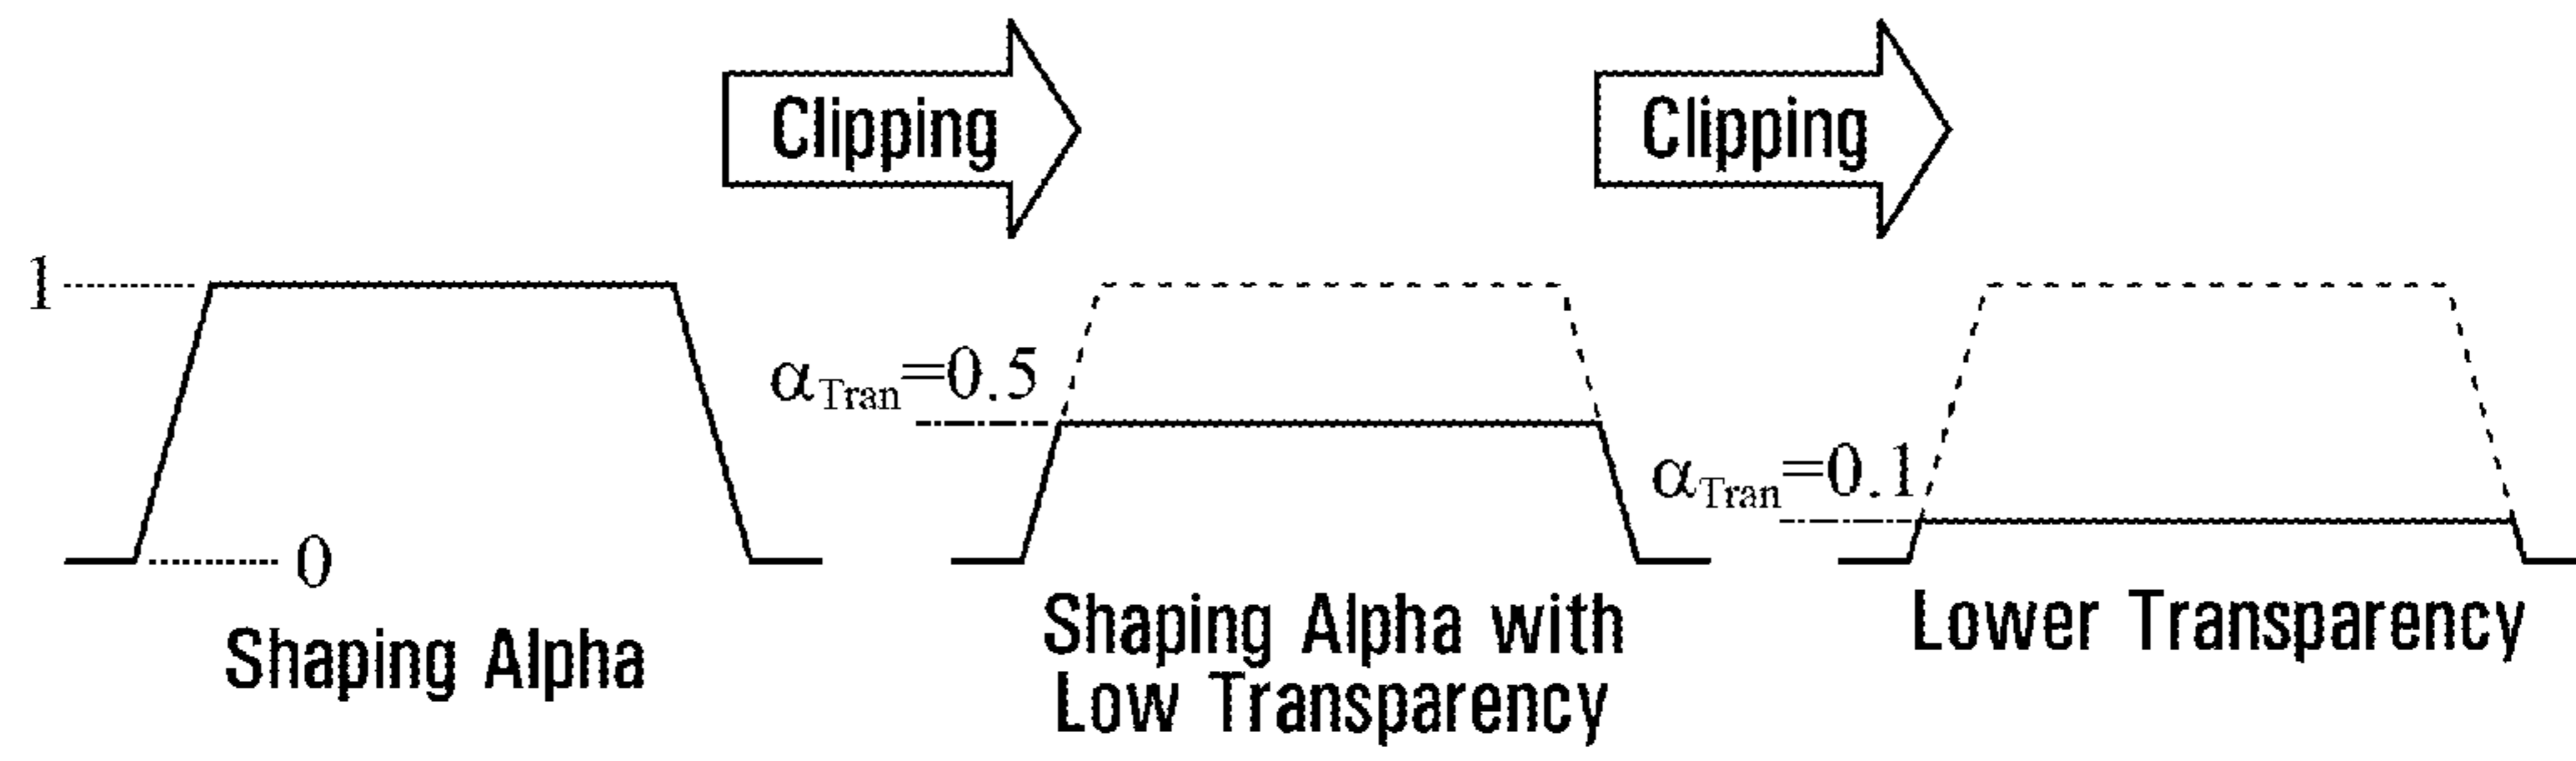 Clipping
Clipping
1
α_Tran=0.5
α_Tran=0.1
0
Shaping Alpha
Shaping Alpha with
Low Transparency
Lower Transparency